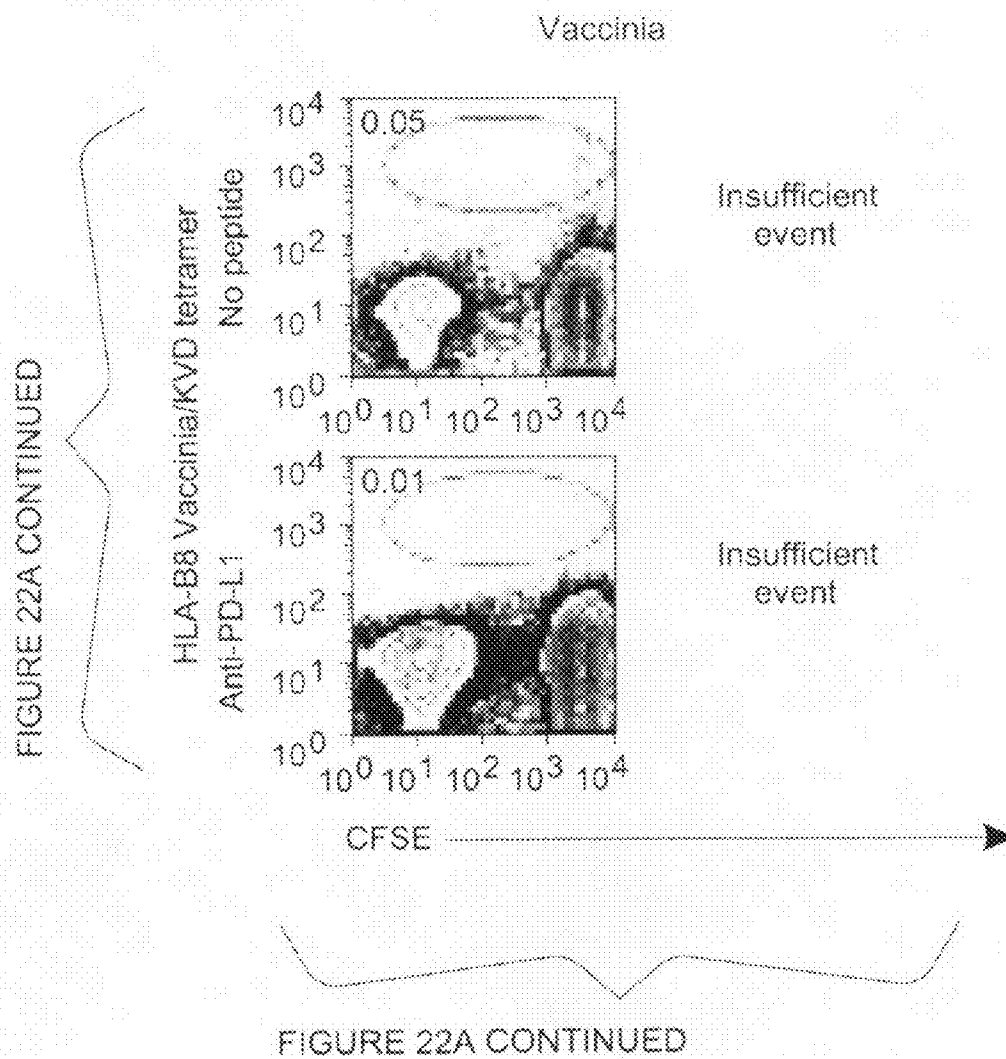 Vaccinia
FIGURE 22A CONTINUED
HLA-B8 Vaccinia/KVD tetramer
No peptide
10^4
10^3
10^2
10^1
10^0
0.05
10^0 10^1 10^2 10^3 10^4
Insufficient
event
Anti-PD-L1
10^4
10^3
10^2
10^1
10^0
0.01
10^0 10^1 10^2 10^3 10^4
Insufficient
event
CFSE
FIGURE 22A CONTINUED